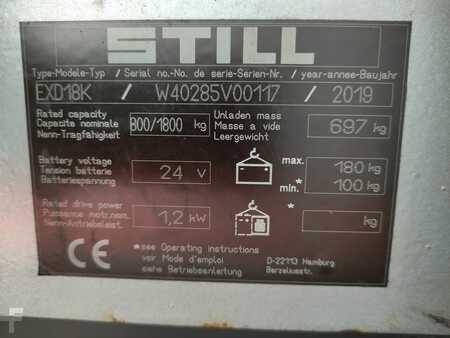 STILL
Type-Modele-Typ / Serial no.-No. de serie-Serien-Nr. / year-annee-Baujahr
EXD18K / W40285V00117 / 2019
Rated capacity
Capacite nominale
Nenn-Tragfähigkeit
800/1800 kg
Unladen mass
Masse a vide
Leergewicht
697 kg
Battery voltage
Tension batterie
Batteriespannung
24 V
max. 180 kg
*
min. 100 kg
Rated drive power
Puissance motr.nom.
Nenn-Antriebsleist.
1,2 kW
* kg
*see Operating instructions
voir Mode d'emploi
siehe Betriebsanleitung
D-22113 Hamburg
Berzeliusstr.
CE
F